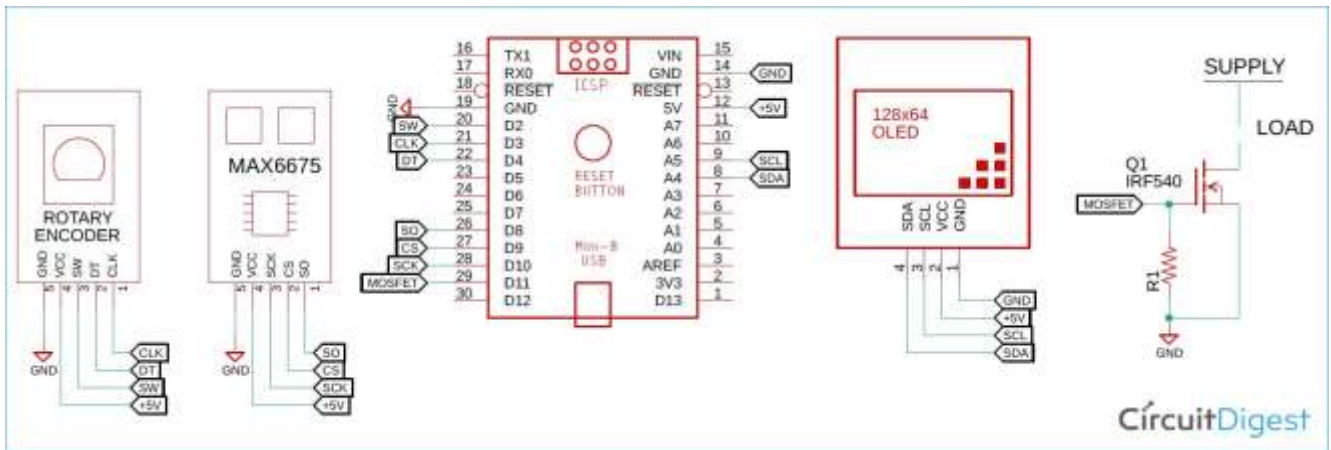 ROTARY
ENCODER
GND
VCC
SW
DT
CLK
5
4
3
2
1
GND
CLK
DT
SW
+5V
MAX6675
GND
VCC
SCK
CS
SO
5
4
3
2
1
GND
SO
CS
SCK
+5V
16 TX1
17 RX0
18 RESET
GND 19 GND
SW 20 D2
CLK 21 D3
DT 22 D4
23 D5
24 D6
25 D7
SO 26 D8
CS 27 D9
SCK 28 D10
MOSFET 29 D11
30 D12
ICSP
RESET
BUTTON
Mini-B
USB
VIN 15
GND 14 GND
RESET 13
5V 12 +5V
A7 11
A6 10
A5 9 SCL
A4 8 SDA
A3 7
A2 6
A1 5
A0 4
AREF 3
3V3 2
D13 1
128x64
OLED
SDA
SCL
VCC
GND
4
3
2
1
GND
+5V
SCL
SDA
SUPPLY
LOAD
Q1
IRF540
MOSFET
R1
GND
CircuitDigest